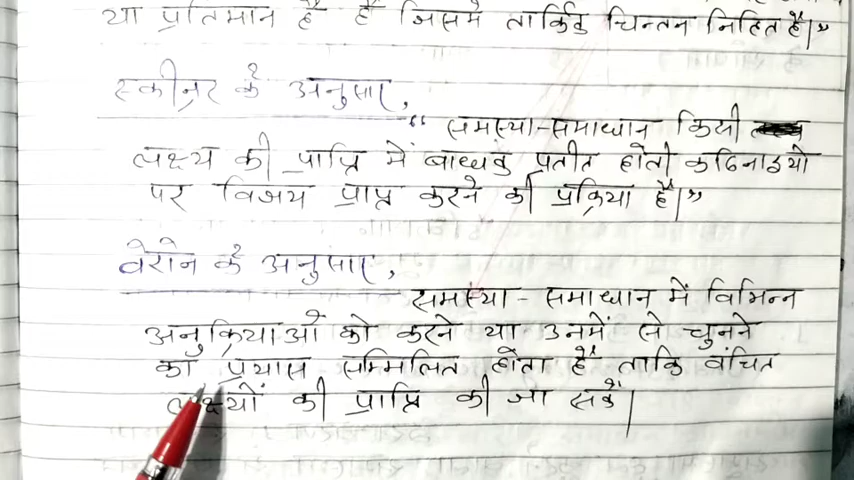 या प्रतिमान है है जिसमे तार्किक चिन्तन निहित है।”
स्कीनर के अनुसार,
“ समस्या-समाधान किसी
लक्ष्य की प्राप्ति में बाधक प्रतीत होती कठिनाइयो
पर विजय प्राप्त करने की प्रक्रिया है।”
वेरोन के अनुसार,
समस्या - समाधान में विभिन्न
अनुक्रियाओं को करने या उनमें से चुनने
का प्रयास सम्मिलित होता है ताकि वंचित
लक्ष्यों की प्राप्ति की जा सकें।